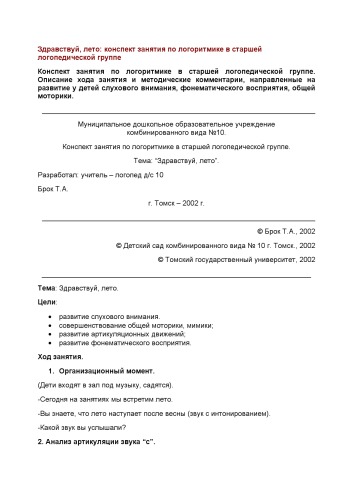 Здравствуй, лето: конспект занятия по логоритмике в старшей
логопедической группе
Конспект занятия по логоритмике в старшей логопедической группе.
Описание хода занятия и методические комментарии, направленные на
развитие у детей слухового внимания, фонематического восприятия, общей
моторики.
Муниципальное дошкольное образовательное учреждение
комбинированного вида №10.
Конспект занятия по логоритмике в старшей логопедической группе.
Тема: “Здравствуй, лето”.
Разработал: учитель – логопед д/с 10
Брок Т.А.
г. Томск – 2002 г.
© Брок Т.А., 2002
© Детский сад комбинированного вида № 10 г. Томск., 2002
© Томский государственный университет, 2002
Тема: Здравствуй, лето.
Цели:
• развитие слухового внимания.
• совершенствование общей моторики, мимики;
• развитие артикуляционных движений;
• развитие фонематического восприятия.
Ход занятия.
1. Организационный момент.
(Дети входят в зал под музыку, садятся).
-Сегодня на занятиях мы встретим лето.
-Вы знаете, что лето наступает после весны (звук с интонированием).
-Какой звук вы услышали?
2. Анализ артикуляции звука “с”.